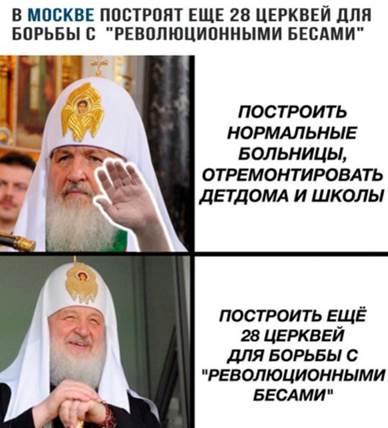 В МОСКВЕ ПОСТРОЯТ ЕЩЕ 28 ЦЕРКВЕЙ ДЛЯ
БОРЬБЫ С "РЕВОЛЮЦИОННЫМИ БЕСАМИ"
ПОСТРОИТЬ
НОРМАЛЬНЫЕ
БОЛЬНИЦЫ,
ОТРЕМОНТИРОВАТЬ
ДЕТДОМА И ШКОЛЫ
ПОСТРОИТЬ ЕЩЁ
28 ЦЕРКВЕЙ
ДЛЯ БОРЬБЫ С
"РЕВОЛЮЦИОННЫМИ
БЕСАМИ"